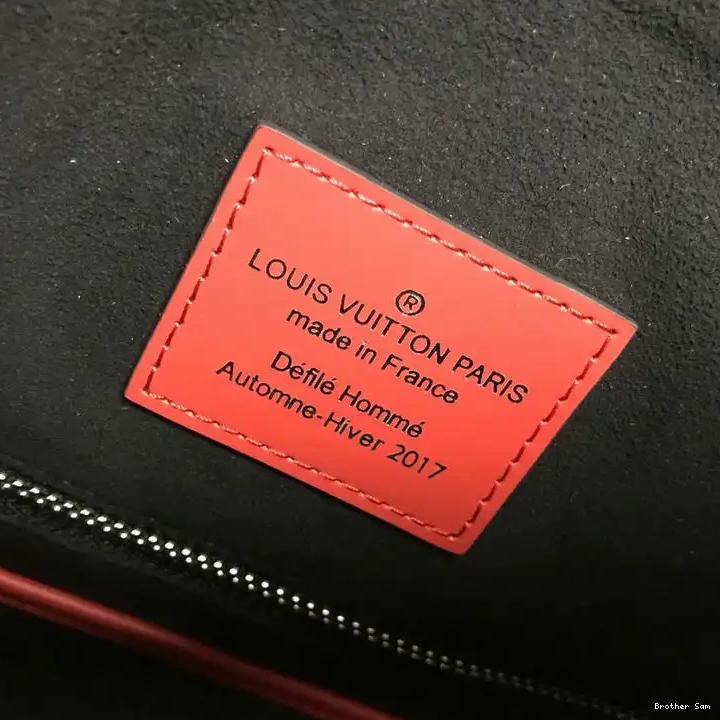 ®
LOUIS VUITTON PARIS
made in France
Défilé Hommé
Automne-Hiver 2017
Brother Sam